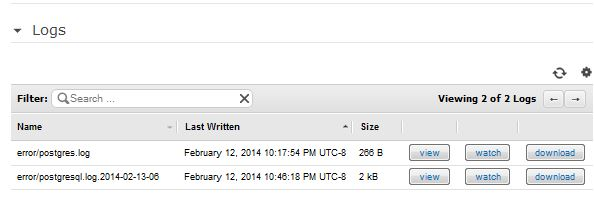 Logs
Filter: Search ... Viewing 2 of 2 Logs
Name Last Written Size
error/postgres.log February 12, 2014 10:17:54 PM UTC-8 266 B view watch download
error/postgresql.log.2014-02-13-06 February 12, 2014 10:46:18 PM UTC-8 2 kB view watch download